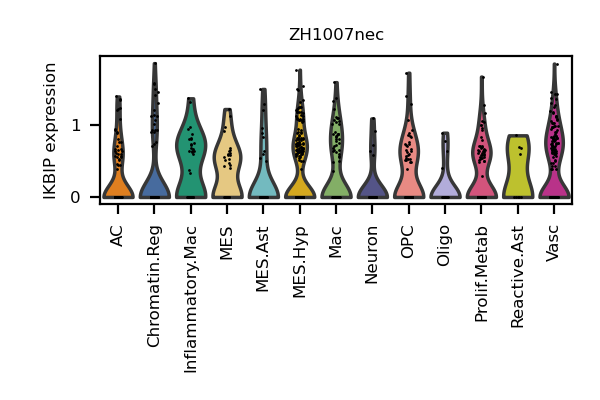 ZH1007nec
IKBIP expression
1
0
AC
Chromatin.Reg
Inflammatory.Mac
MES
MES.Ast
MES.Hyp
Mac
Neuron
OPC
Oligo
Prolif.Metab
Reactive.Ast
Vasc